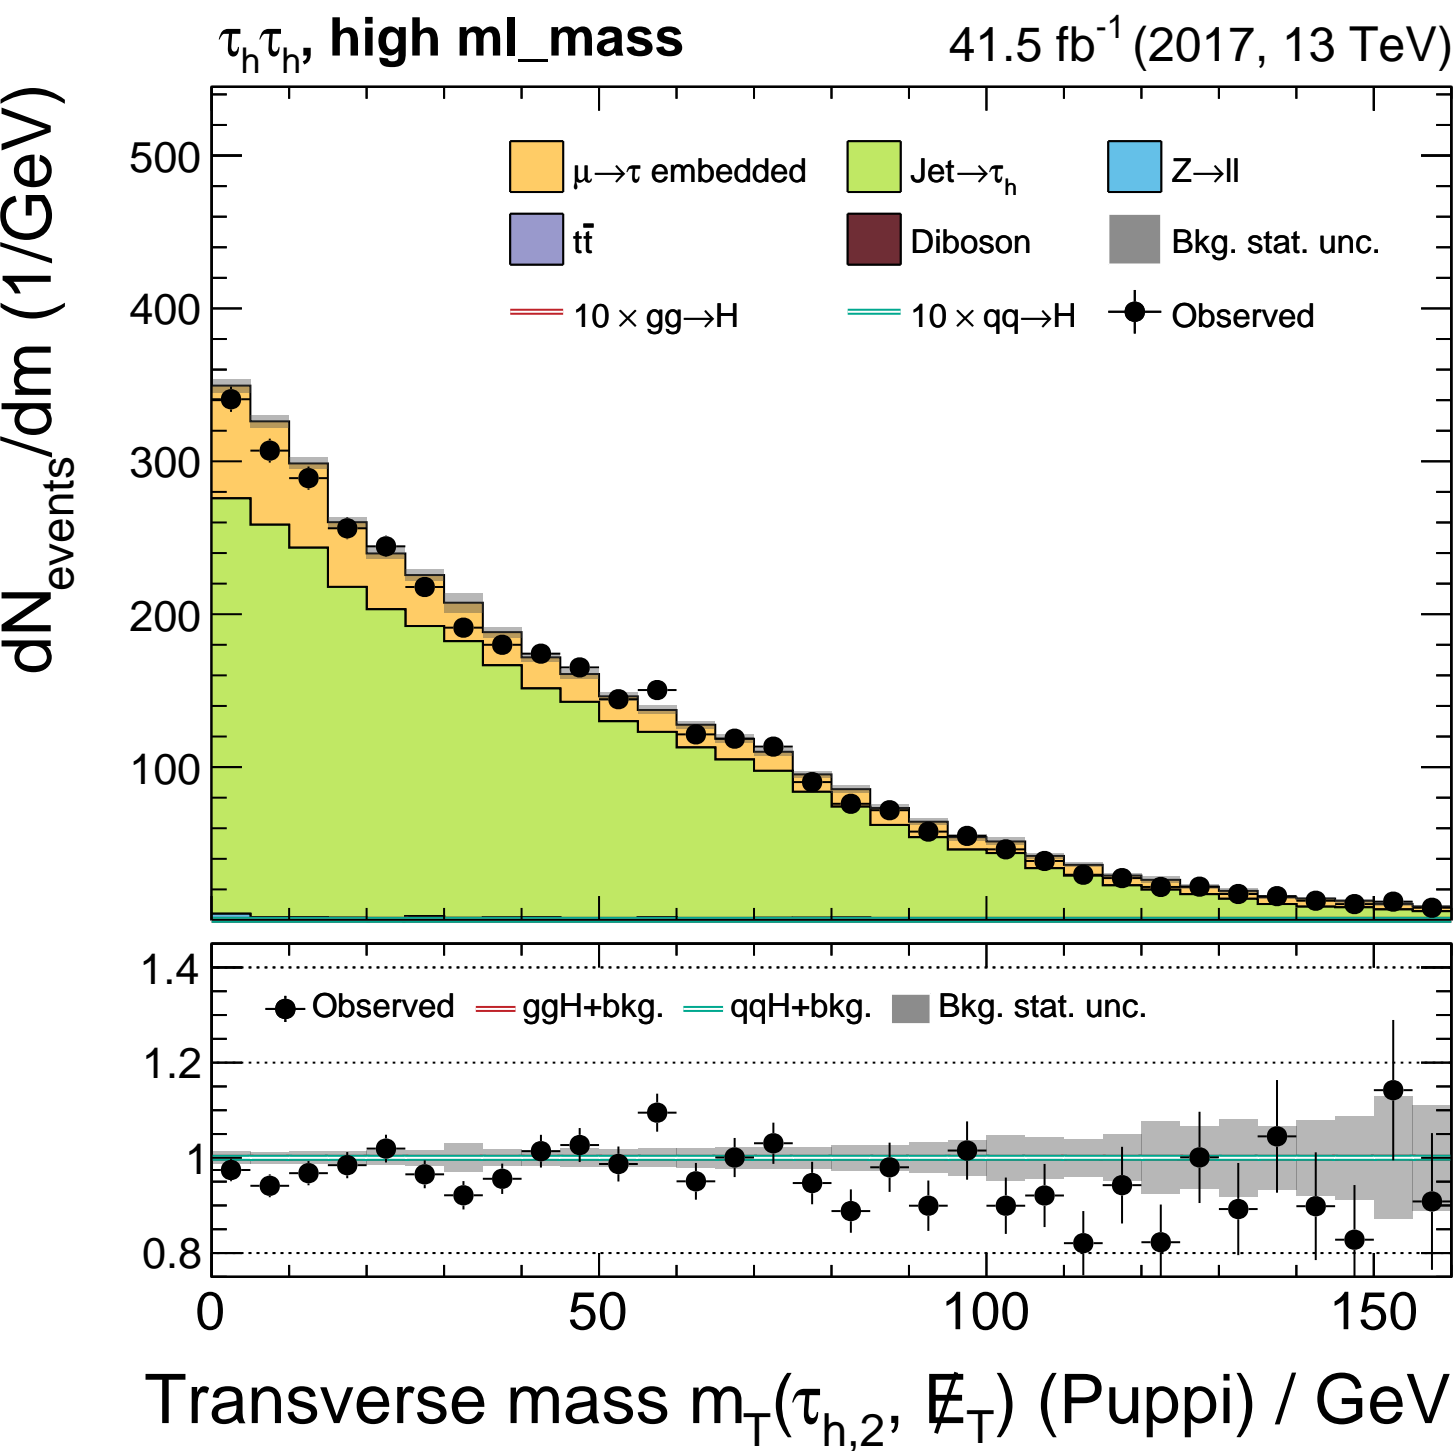 τhτh, high ml_mass 41.5 fb-1 (2017, 13 TeV)
dNevents/dm (1/GeV)
500
400
300
200
100
μ→τ embedded Jet→τh Z→ll
tt̄ Diboson Bkg. stat. unc.
10 × gg→H 10 × qq→H Observed
1.4
1.2
1
0.8
Observed ggH+bkg. qqH+bkg. Bkg. stat. unc.
0 50 100 150
Transverse mass mT(τh,2, E̸T) (Puppi) / GeV